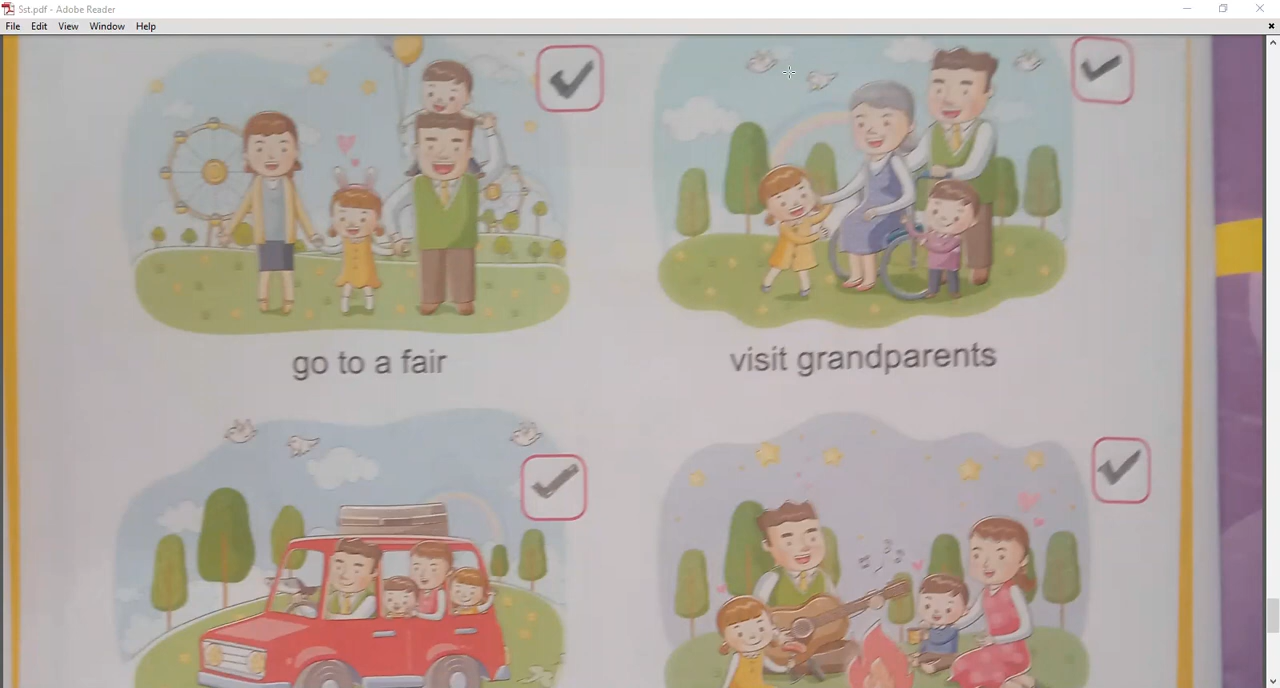 Sst.pdf - Adobe Reader
File Edit View Window Help
go to a fair
visit grandparents